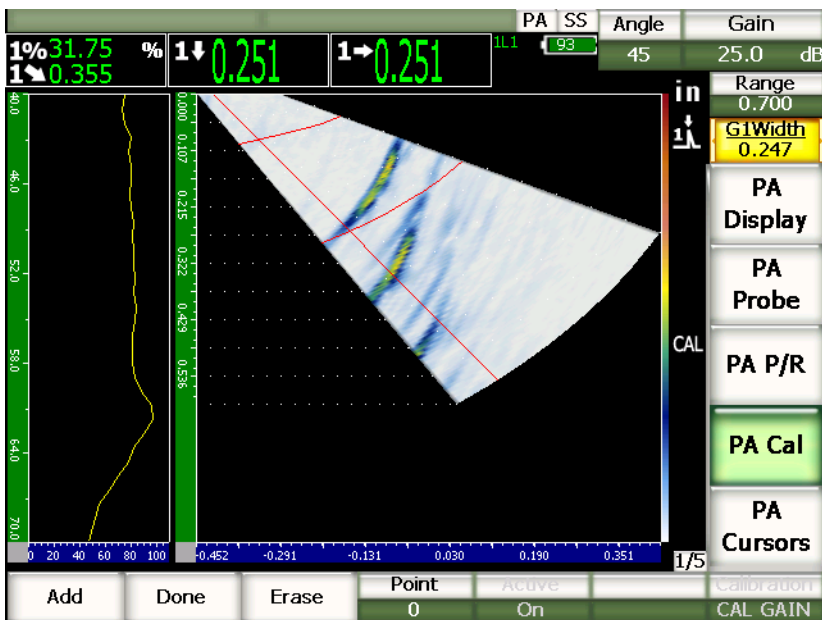 PA SS Angle Gain
1% 31.75 %
1 0.355
1 0.251
1 0.251
1L1 93
45 25.0 dB
Range
0.700
G1Width
0.247
PA
Display
PA
Probe
PA P/R
PA Cal
PA
Cursors
in
1
CAL
1/5
40.0
46.0
52.0
58.0
64.0
70.0
0.000
0.107
0.215
0.322
0.429
0.536
0 20 40 60 80 100
-0.452 -0.291 -0.131 0.030 0.190 0.351
Add Done Erase Point Active Calibration
0 On CAL GAIN